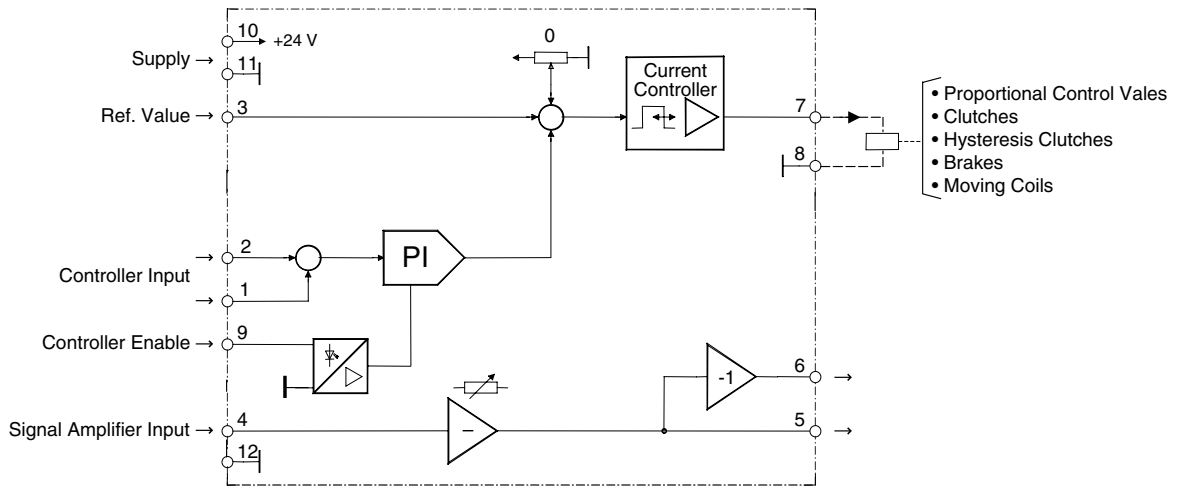 10
+24 V
Supply →
11
0
Current
Controller
Ref. Value →
3
7
8
• Proportional Control Vales
• Clutches
• Hysteresis Clutches
• Brakes
• Moving Coils
2
→
PI
Controller Input
→
1
Controller Enable →
9
-1
6
→
Signal Amplifier Input →
4
–
5
→
12